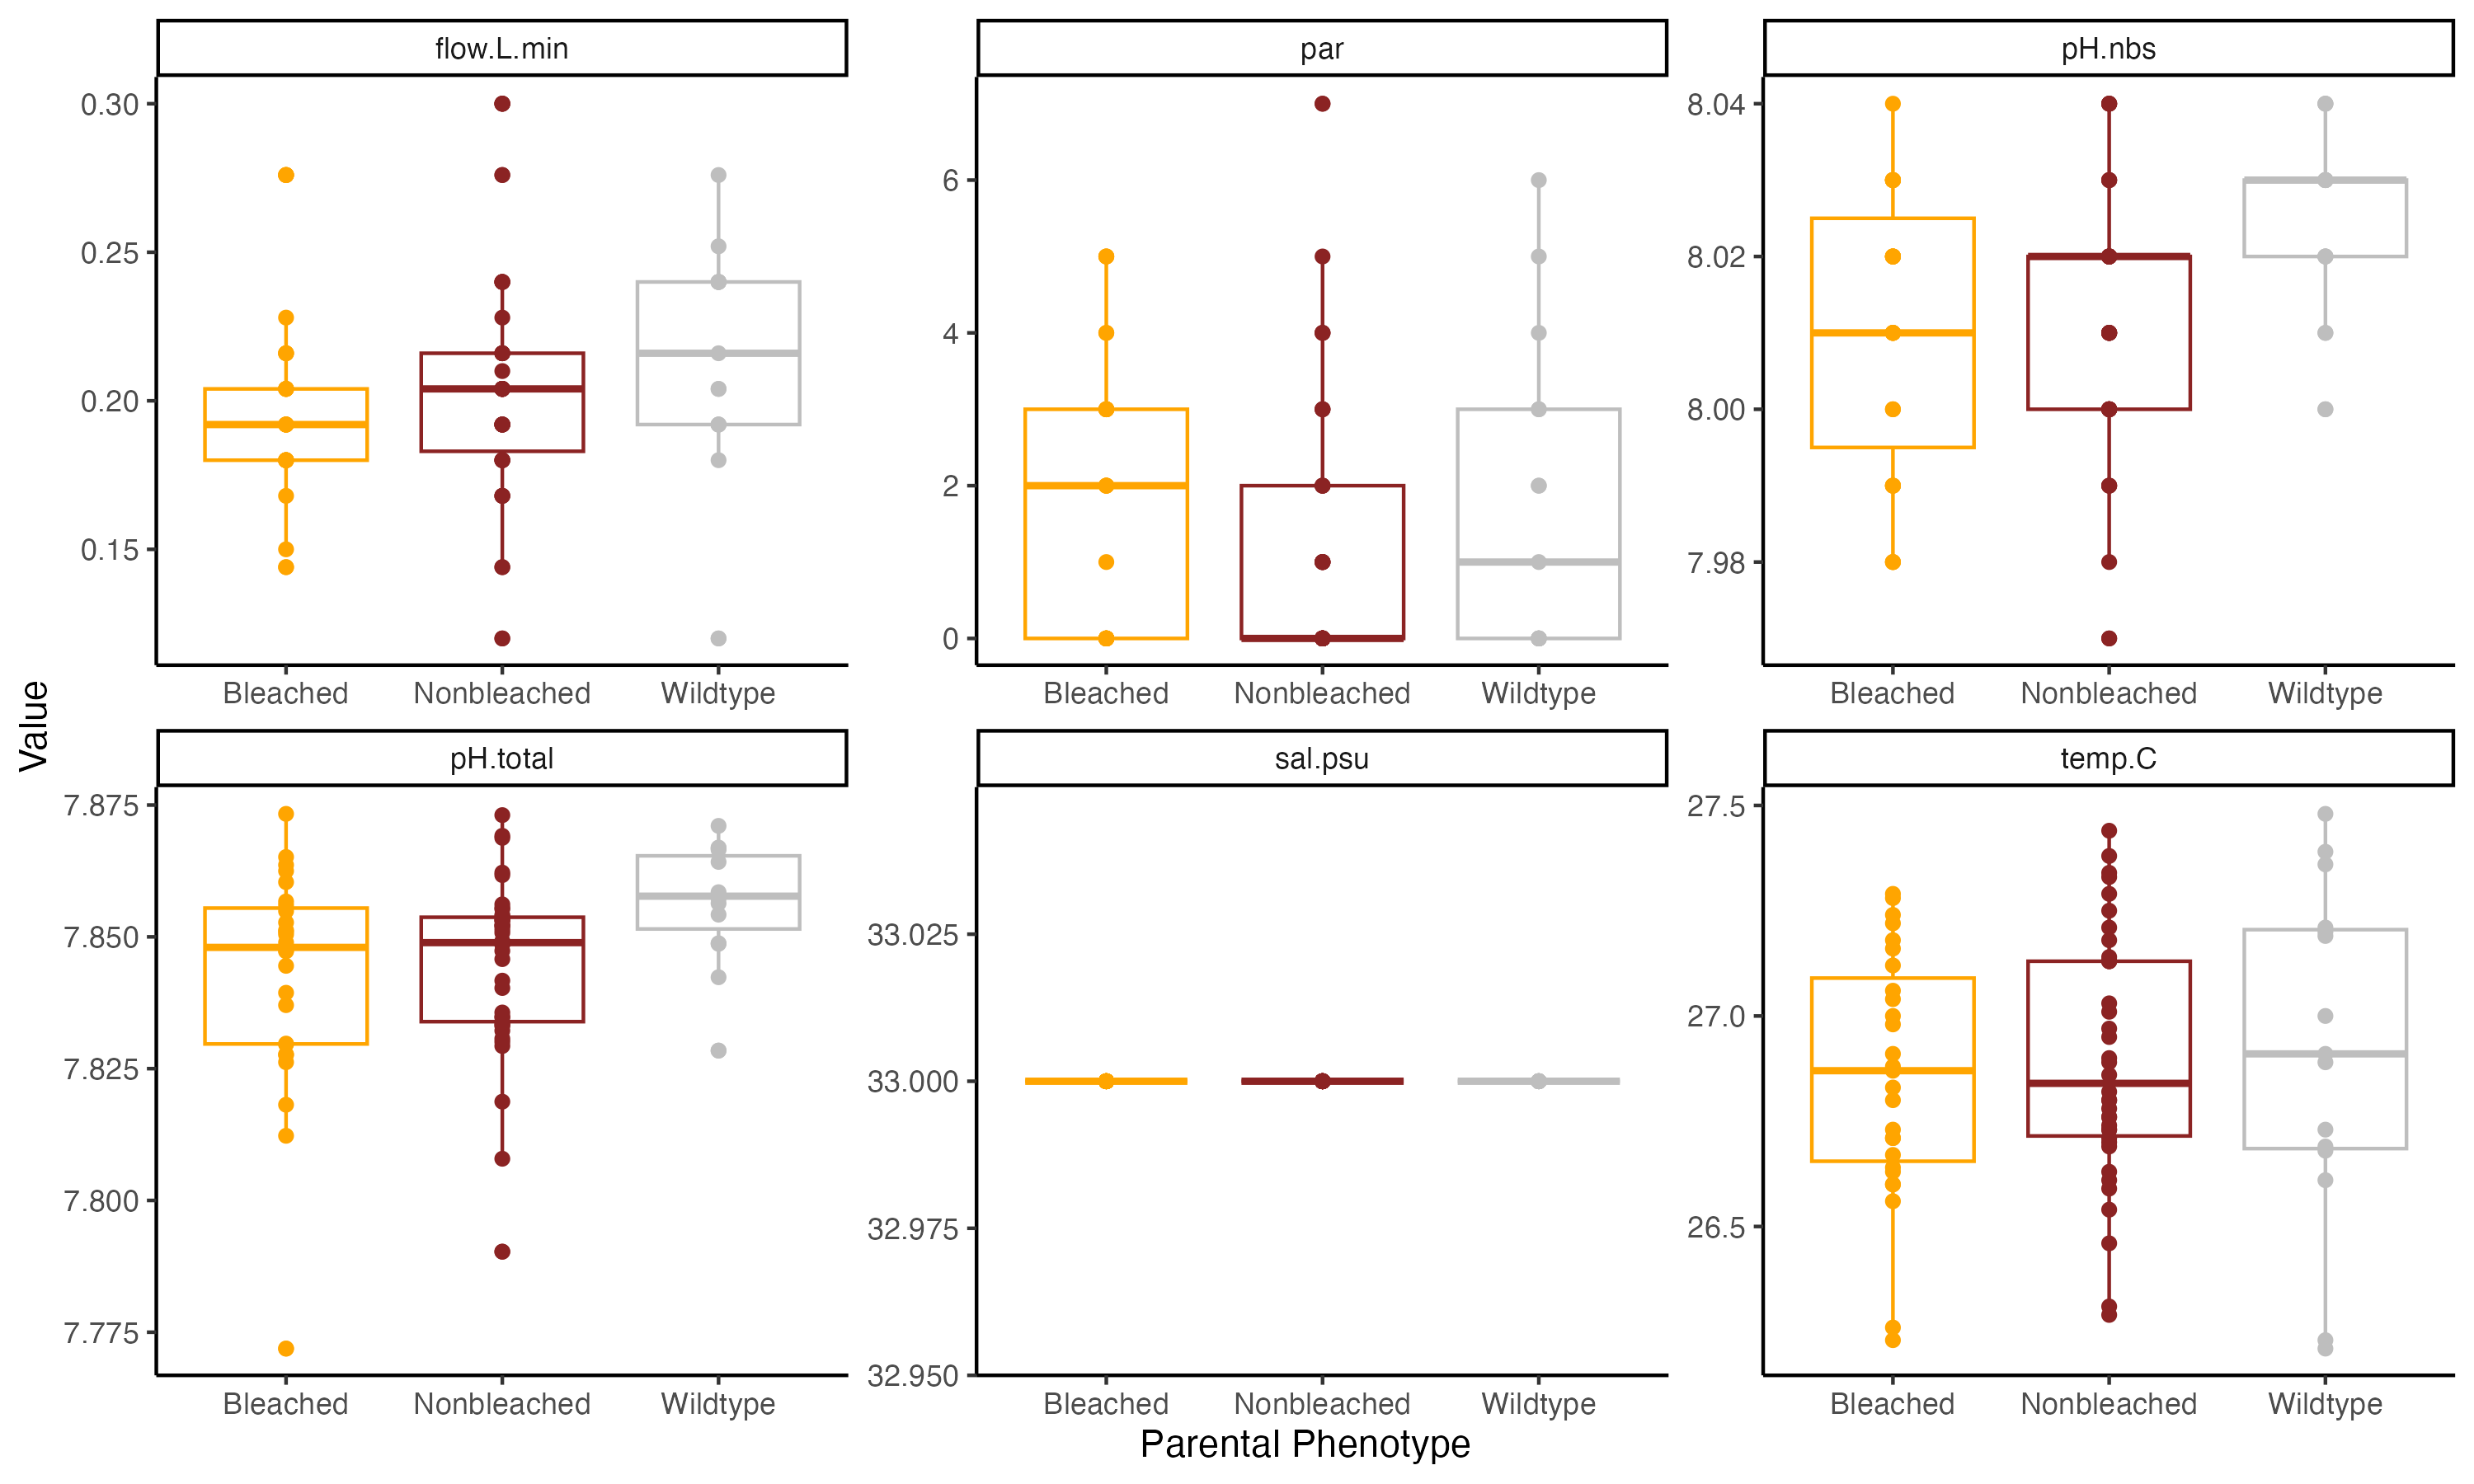 flow.L.min
par
pH.nbs
0.30
0.25
0.20
0.15
6
4
2
0
8.04
8.02
8.00
7.98
Bleached Nonbleached Wildtype
Bleached Nonbleached Wildtype
Bleached Nonbleached Wildtype
Value
pH.total
sal.psu
temp.C
7.875
7.850
7.825
7.800
7.775
33.025
33.000
32.975
32.950
27.5
27.0
26.5
Bleached Nonbleached Wildtype
Bleached Nonbleached Wildtype
Bleached Nonbleached Wildtype
Parental Phenotype